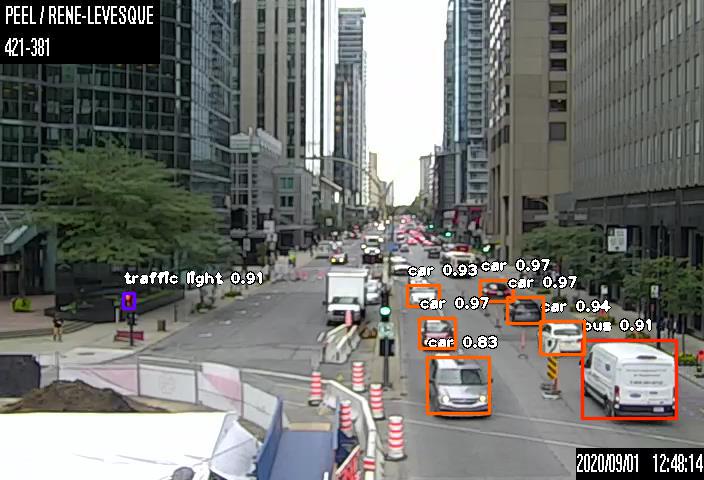 PEEL / RENE-LEVESQUE
421-381
traffic light 0.91
car 0.93
car 0.97
car 0.97
car 0.97
car 0.94
bus 0.91
car 0.83
2020/09/01 12:48:14